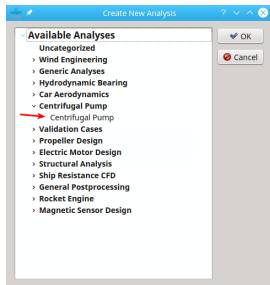 Create New Analysis
Available Analyses
OK
Uncategorized
Cancel
Wind Engineering
Generic Analyses
Hydrodynamic Bearing
Car Aerodynamics
Centrifugal Pump
Centrifugal Pump
Validation Cases
Propeller Design
Electric Motor Design
Structural Analysis
Ship Resistance CFD
General Postprocessing
Rocket Engine
Magnetic Sensor Design